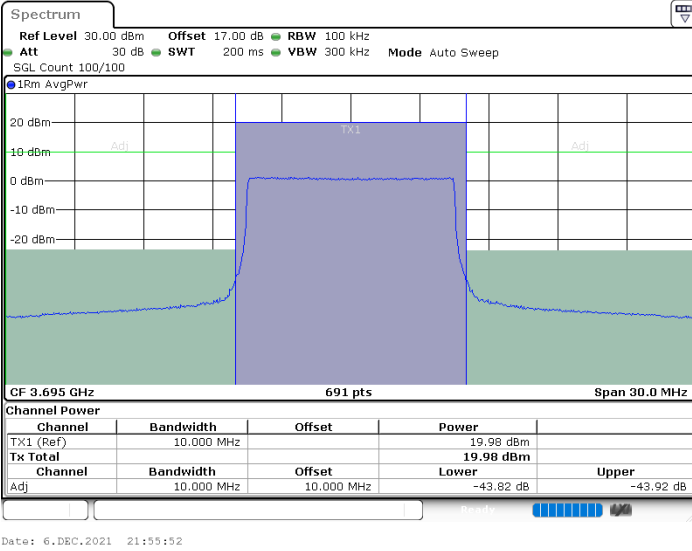 Spectrum
Ref Level 30.00 dBm Offset 17.00 dB RBW 100 kHz
Att 30 dB SWT 200 ms VBW 300 kHz Mode Auto Sweep
SGL Count 100/100
1Rm AvgPwr
20 dBm
TX1
Adj Adj
10 dBm
0 dBm
-10 dBm
-20 dBm
CF 3.695 GHz 691 pts Span 30.0 MHz
Channel Power
Channel Bandwidth Offset Power
TX1 (Ref) 10.000 MHz 19.98 dBm
Tx Total 19.98 dBm
Channel Bandwidth Offset Lower Upper
Adj 10.000 MHz 10.000 MHz -43.82 dB -43.92 dB
Ready
Date: 6.DEC.2021 21:55:52